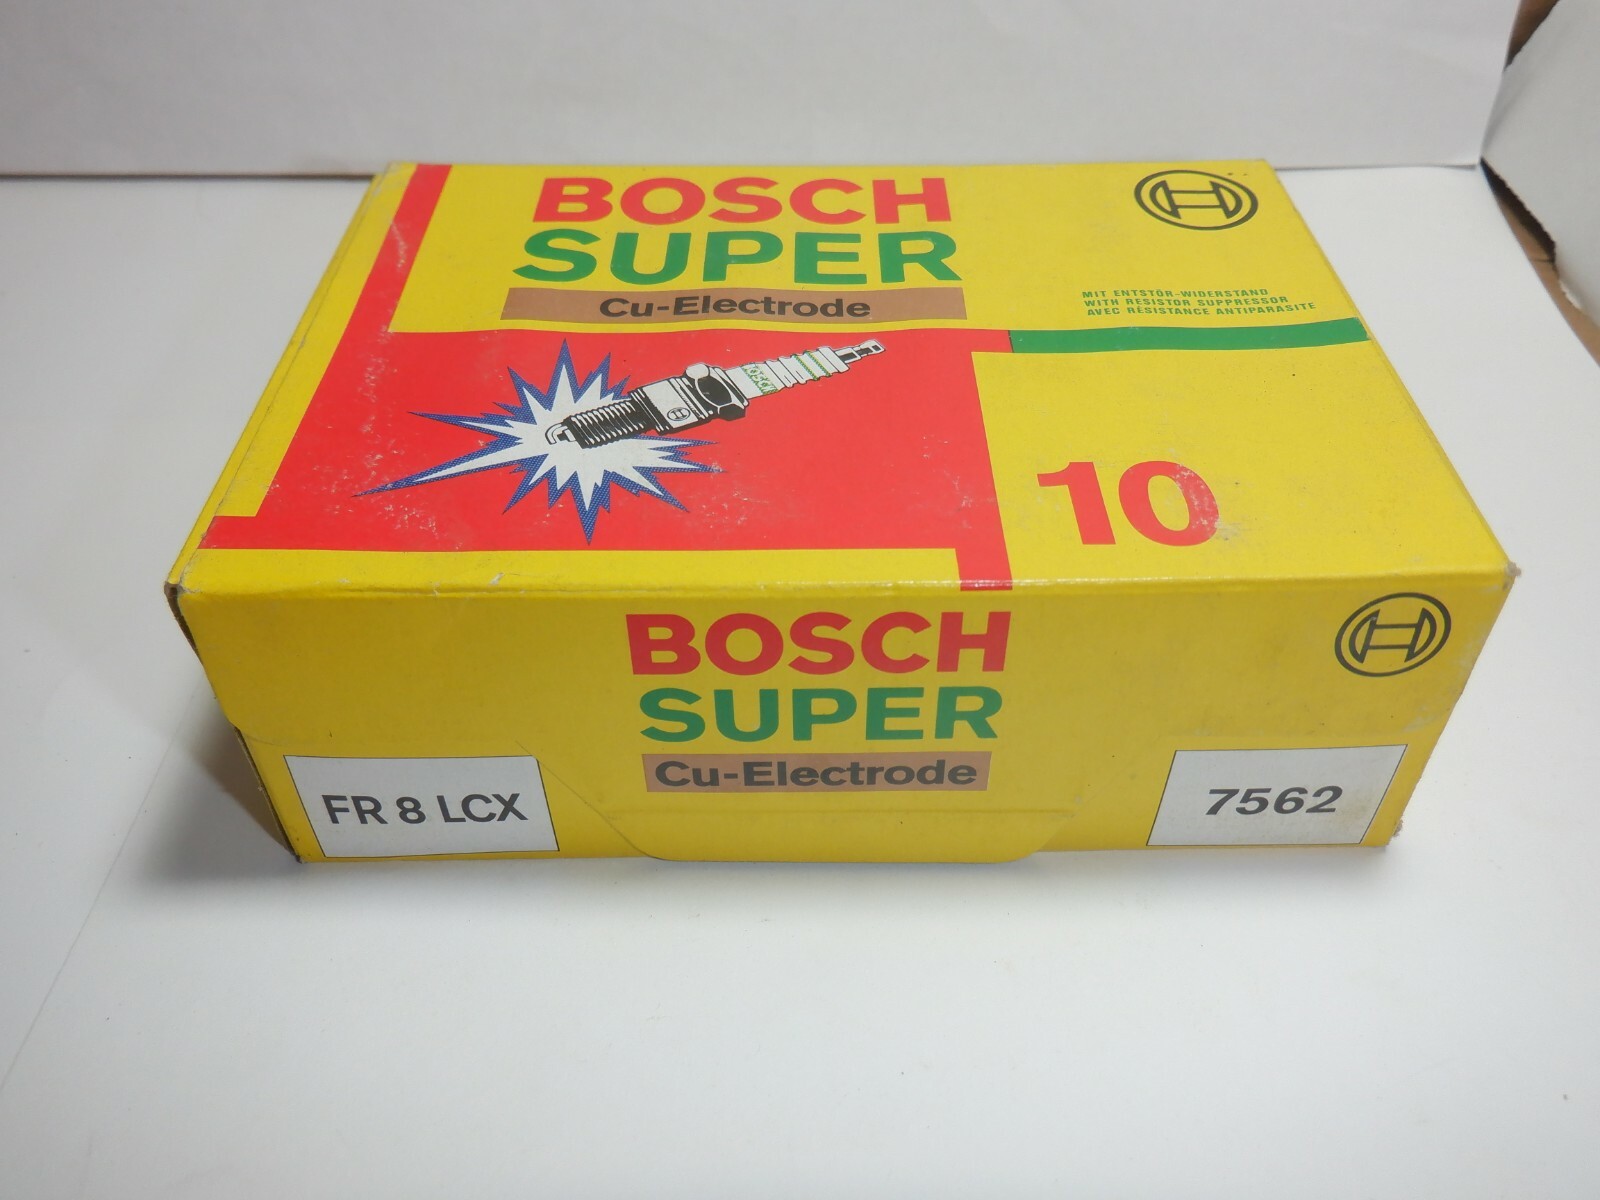 BOSCH
SUPER
Cu-Electrode
MIT ENTSTÖR-WIDERSTAND
WITH RESISTOR SUPPRESSOR
AVEC RÉSISTANCE ANTIPARASITE
10
BOSCH
SUPER
Cu-Electrode
FR 8 LCX
7562